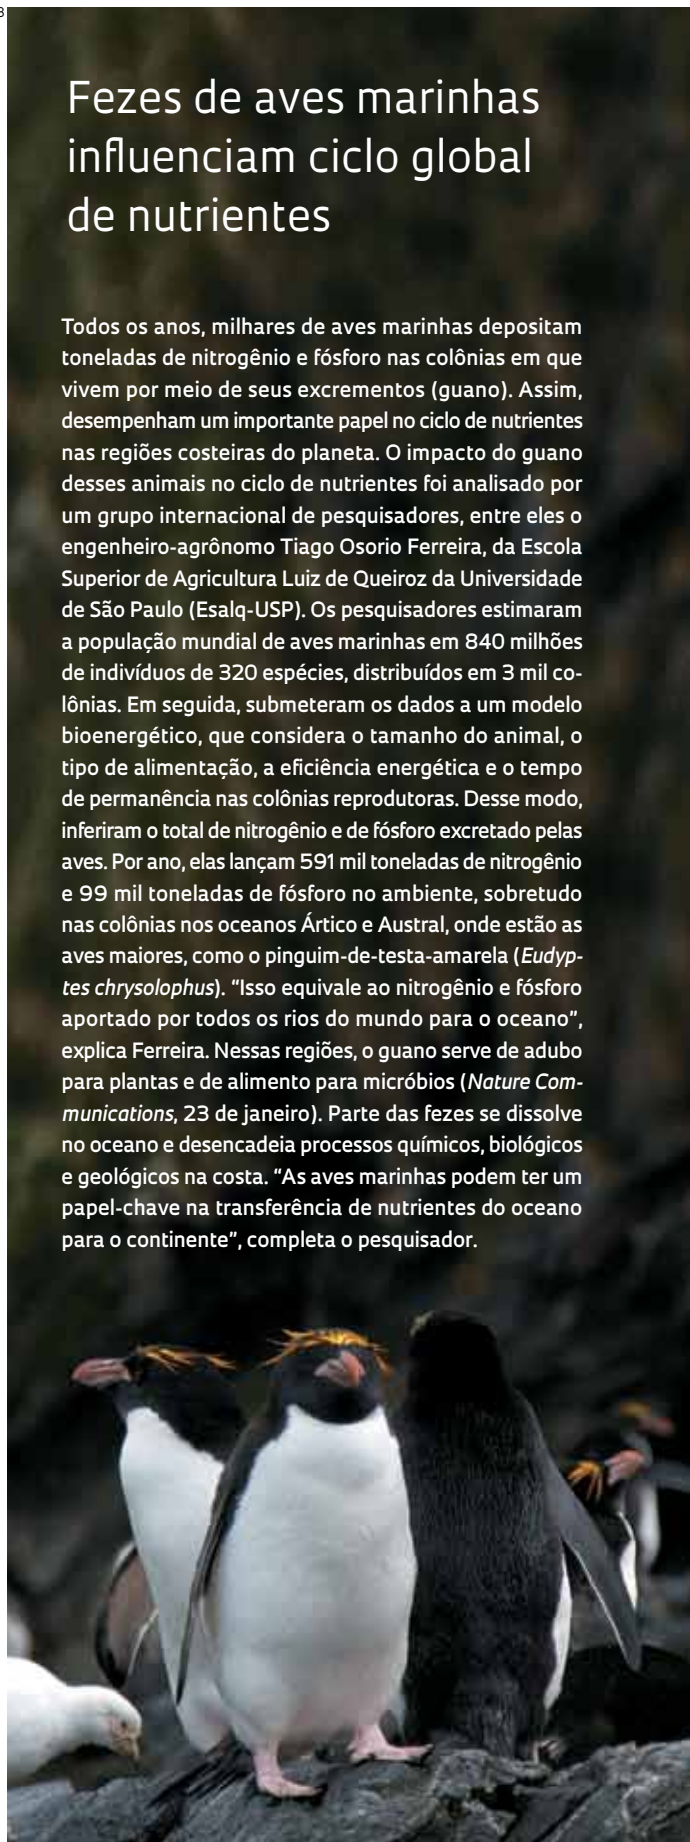 Fezes de aves marinhas
influenciam ciclo global
de nutrientes
Todos os anos, milhares de aves marinhas depositam
toneladas de nitrogênio e fósforo nas colônias em que
vivem por meio de seus excrementos (guano). Assim,
desempenham um importante papel no ciclo de nutrientes
nas regiões costeiras do planeta. O impacto do guano
desses animais no ciclo de nutrientes foi analisado por
um grupo internacional de pesquisadores, entre eles o
engenheiro-agrônomo Tiago Osorio Ferreira, da Escola
Superior de Agricultura Luiz de Queiroz da Universidade
de São Paulo (Esalq-USP). Os pesquisadores estimaram
a população mundial de aves marinhas em 840 milhões
de indivíduos de 320 espécies, distribuídos em 3 mil co-
lônias. Em seguida, submeteram os dados a um modelo
bioenergético, que considera o tamanho do animal, o
tipo de alimentação, a eficiência energética e o tempo
de permanência nas colônias reprodutoras. Desse modo,
inferiram o total de nitrogênio e de fósforo excretado pelas
aves. Por ano, elas lançam 591 mil toneladas de nitrogênio
e 99 mil toneladas de fósforo no ambiente, sobretudo
nas colônias nos oceanos Ártico e Austral, onde estão as
aves maiores, como o pinguim-de-testa-amarela (Eudyp-
tes chrysolophus). “Isso equivale ao nitrogênio e fósforo
aportado por todos os rios do mundo para o oceano”,
explica Ferreira. Nessas regiões, o guano serve de adubo
para plantas e de alimento para micróbios (Nature Com-
munications, 23 de janeiro). Parte das fezes se dissolve
no oceano e desencadeia processos químicos, biológicos
e geológicos na costa. “As aves marinhas podem ter um
papel-chave na transferência de nutrientes do oceano
para o continente”, completa o pesquisador.